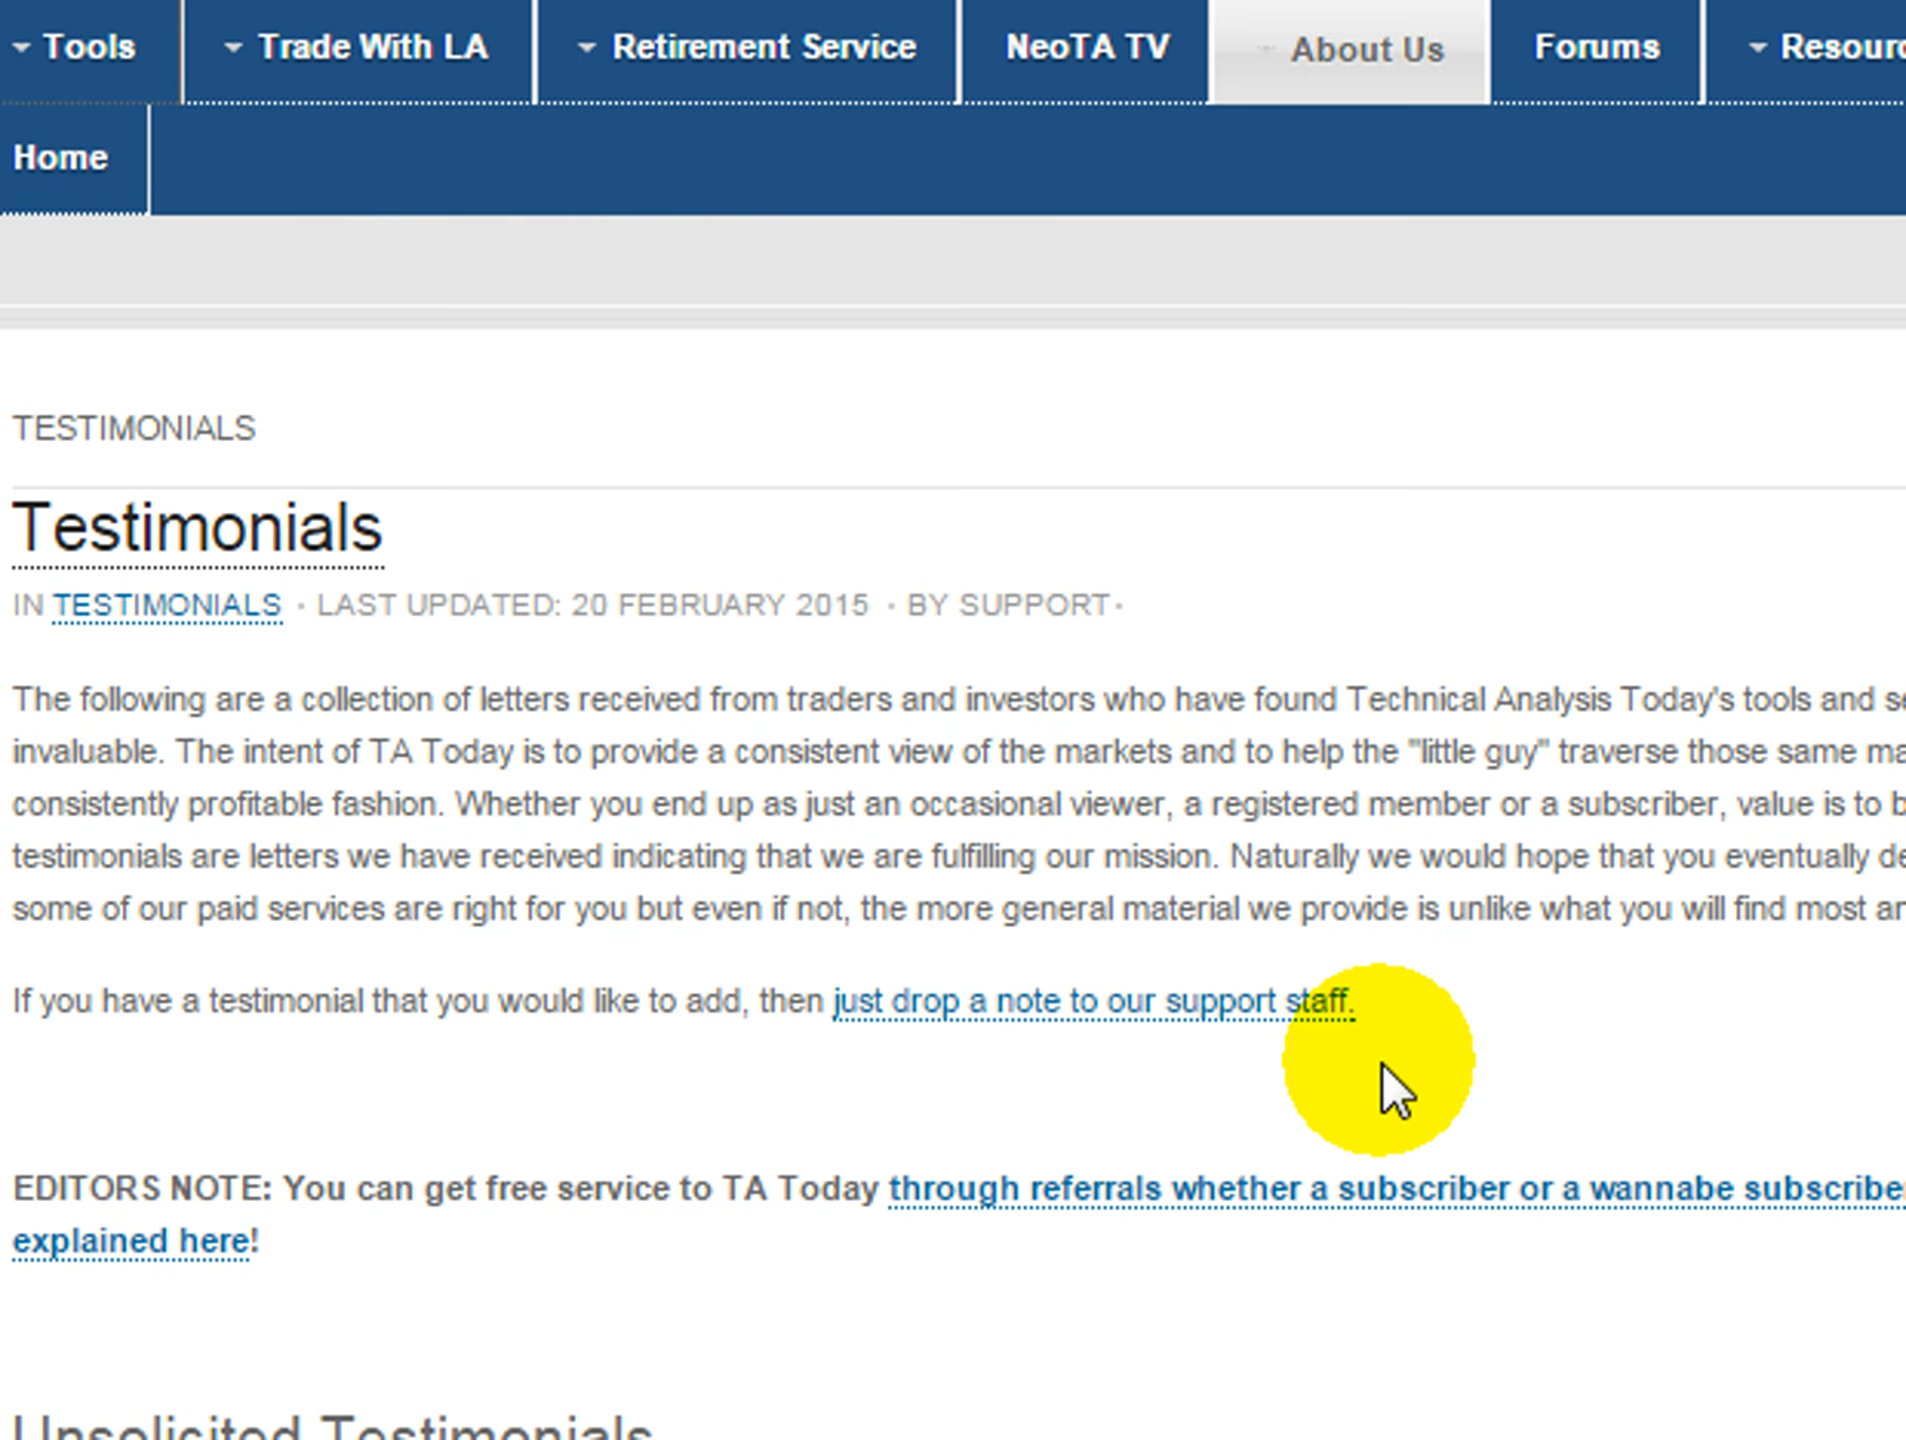 Tools Trade With LA Retirement Service NeoTA TV About Us Forums
Home
TESTIMONIALS
Testimonials
IN TESTIMONIALS · LAST UPDATED: 20 FEBRUARY 2015 · BY SUPPORT·
The following are a collection of letters received from traders and investors who have found Technical Analysis Today's tools and
invaluable. The intent of TA Today is to provide a consistent view of the markets and to help the "little guy" traverse those same
consistently profitable fashion. Whether you end up as just an occasional viewer, a registered member or a subscriber, value is to
testimonials are letters we have received indicating that we are fulfilling our mission. Naturally we would hope that you eventually
some of our paid services are right for you but even if not, the more general material we provide is unlike what you will find most
If you have a testimonial that you would like to add, then just drop a note to our support staff.
EDITORS NOTE: You can get free service to TA Today through referrals whether a subscriber or a wannabe
explained here!
Unsolicited Testimonials